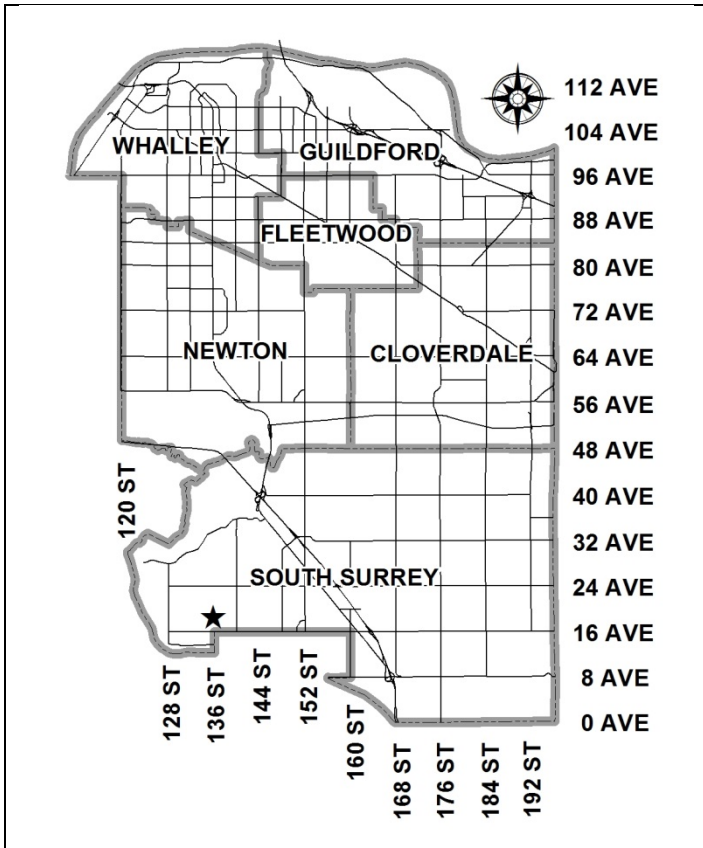 112 AVE
104 AVE
WHALLEY
GUILDFORD
96 AVE
88 AVE
FLEETWOOD
80 AVE
72 AVE
NEWTON
CLOVERDALE
64 AVE
56 AVE
48 AVE
120 ST
40 AVE
32 AVE
SOUTH SURREY
24 AVE
16 AVE
128 ST
136 ST
144 ST
152 ST
8 AVE
160 ST
0 AVE
168 ST
176 ST
184 ST
192 ST